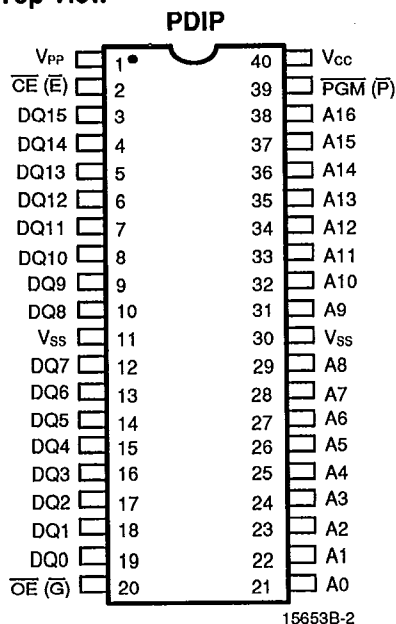 Top View
PDIP
VPP 1 40 VCC
CE (E) 2 39 PGM (P)
DQ15 3 38 A16
DQ14 4 37 A15
DQ13 5 36 A14
DQ12 6 35 A13
DQ11 7 34 A12
DQ10 8 33 A11
DQ9 9 32 A10
DQ8 10 31 A9
VSS 11 30 VSS
DQ7 12 29 A8
DQ6 13 28 A7
DQ5 14 27 A6
DQ4 15 26 A5
DQ3 16 25 A4
DQ2 17 24 A3
DQ1 18 23 A2
DQ0 19 22 A1
OE (G) 20 21 A0
15653B-2